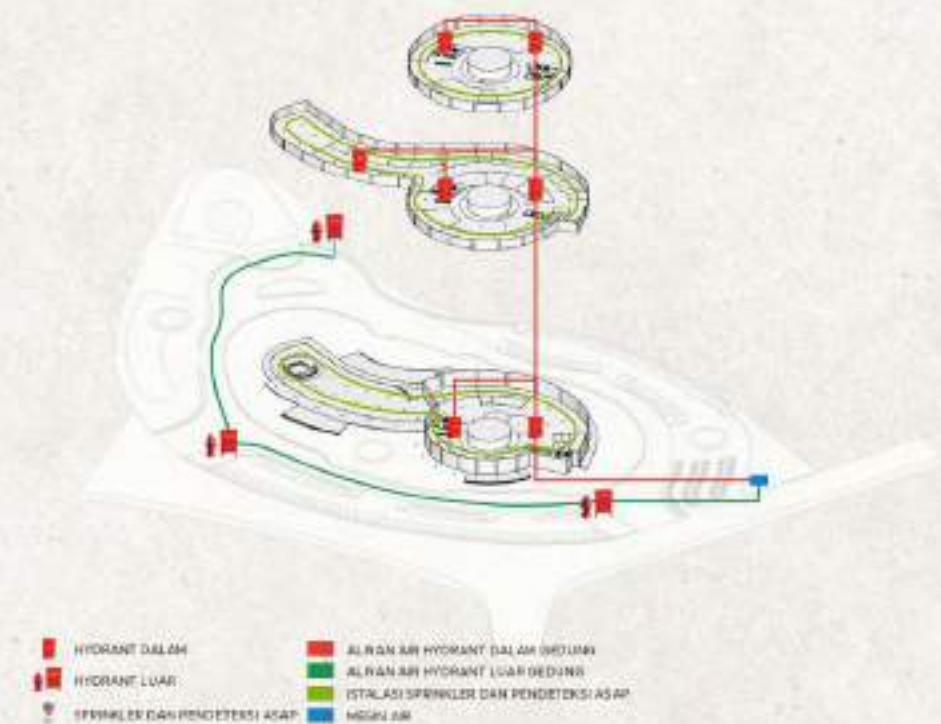 HYDRANT DALAM
HYDRANT LUAR
SPRINKLER DAN PENDETEKSI ASAP
ALIRAN AIR HYDRANT DALAM GEDUNG
ALIRAN AIR HYDRANT LUAR GEDUNG
ISTALASI SPRINKLER DAN PENDETEKSI ASAP
MESIN AIR